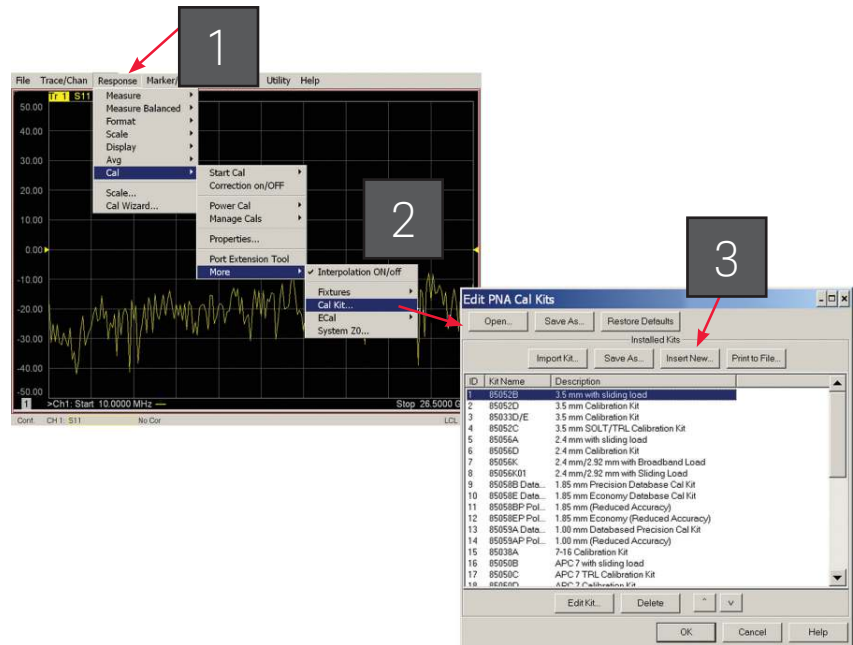 1
File Trace/Chan Response Marker/ Utility Help
Tr 1 S11
50.00
40.00
30.00
20.00
10.00
0.00
-10.00
-20.00
-30.00
-40.00
-50.00
Measure
Measure Balanced
Format
Scale
Display
Avg
Cal
Scale...
Cal Wizard...
Start Cal
Correction on/OFF
Power Cal
Manage Cals
Properties...
Port Extension Tool
More
2
✓ Interpolation ON/off
Fixtures
Cal Kit...
ECal
System Z0...
1 >Ch1: Start 10.0000 MHz — Stop 26.5000 G
Cont. CH 1: S11 No Cor LCL
3
Edit PNA Cal Kits
Open... Save As... Restore Defaults
Installed Kits
Import Kit... Save As... Insert New... Print to File...
ID Kit Name Description
1 85052B 3.5 mm with sliding load
2 85052D 3.5 mm Calibration Kit
3 85033D/E 3.5 mm Calibration Kit
4 85052C 3.5 mm SOLT/TRL Calibration Kit
5 85056A 2.4 mm with sliding load
6 85056D 2.4 mm Calibration Kit
7 85056K 2.4 mm/2.92 mm with Broadband Load
8 85056K01 2.4 mm/2.92 mm with Sliding Load
9 85058B Data... 1.85 mm Precision Database Cal Kit
10 85058E Data... 1.85 mm Economy Database Cal Kit
11 85058BP Pol... 1.85 mm (Reduced Accuracy)
12 85058EP Pol... 1.85 mm Economy (Reduced Accuracy)
13 85059A Data... 1.00 mm Databased Precision Cal Kit
14 85059AP Pol... 1.00 mm (Reduced Accuracy)
15 85038A 7-16 Calibration Kit
16 85050B APC 7 with sliding load
17 85050C APC 7 TRL Calibration Kit
18 85050D APC 7 Calibration Kit
Edit Kit... Delete ^ v
OK Cancel Help